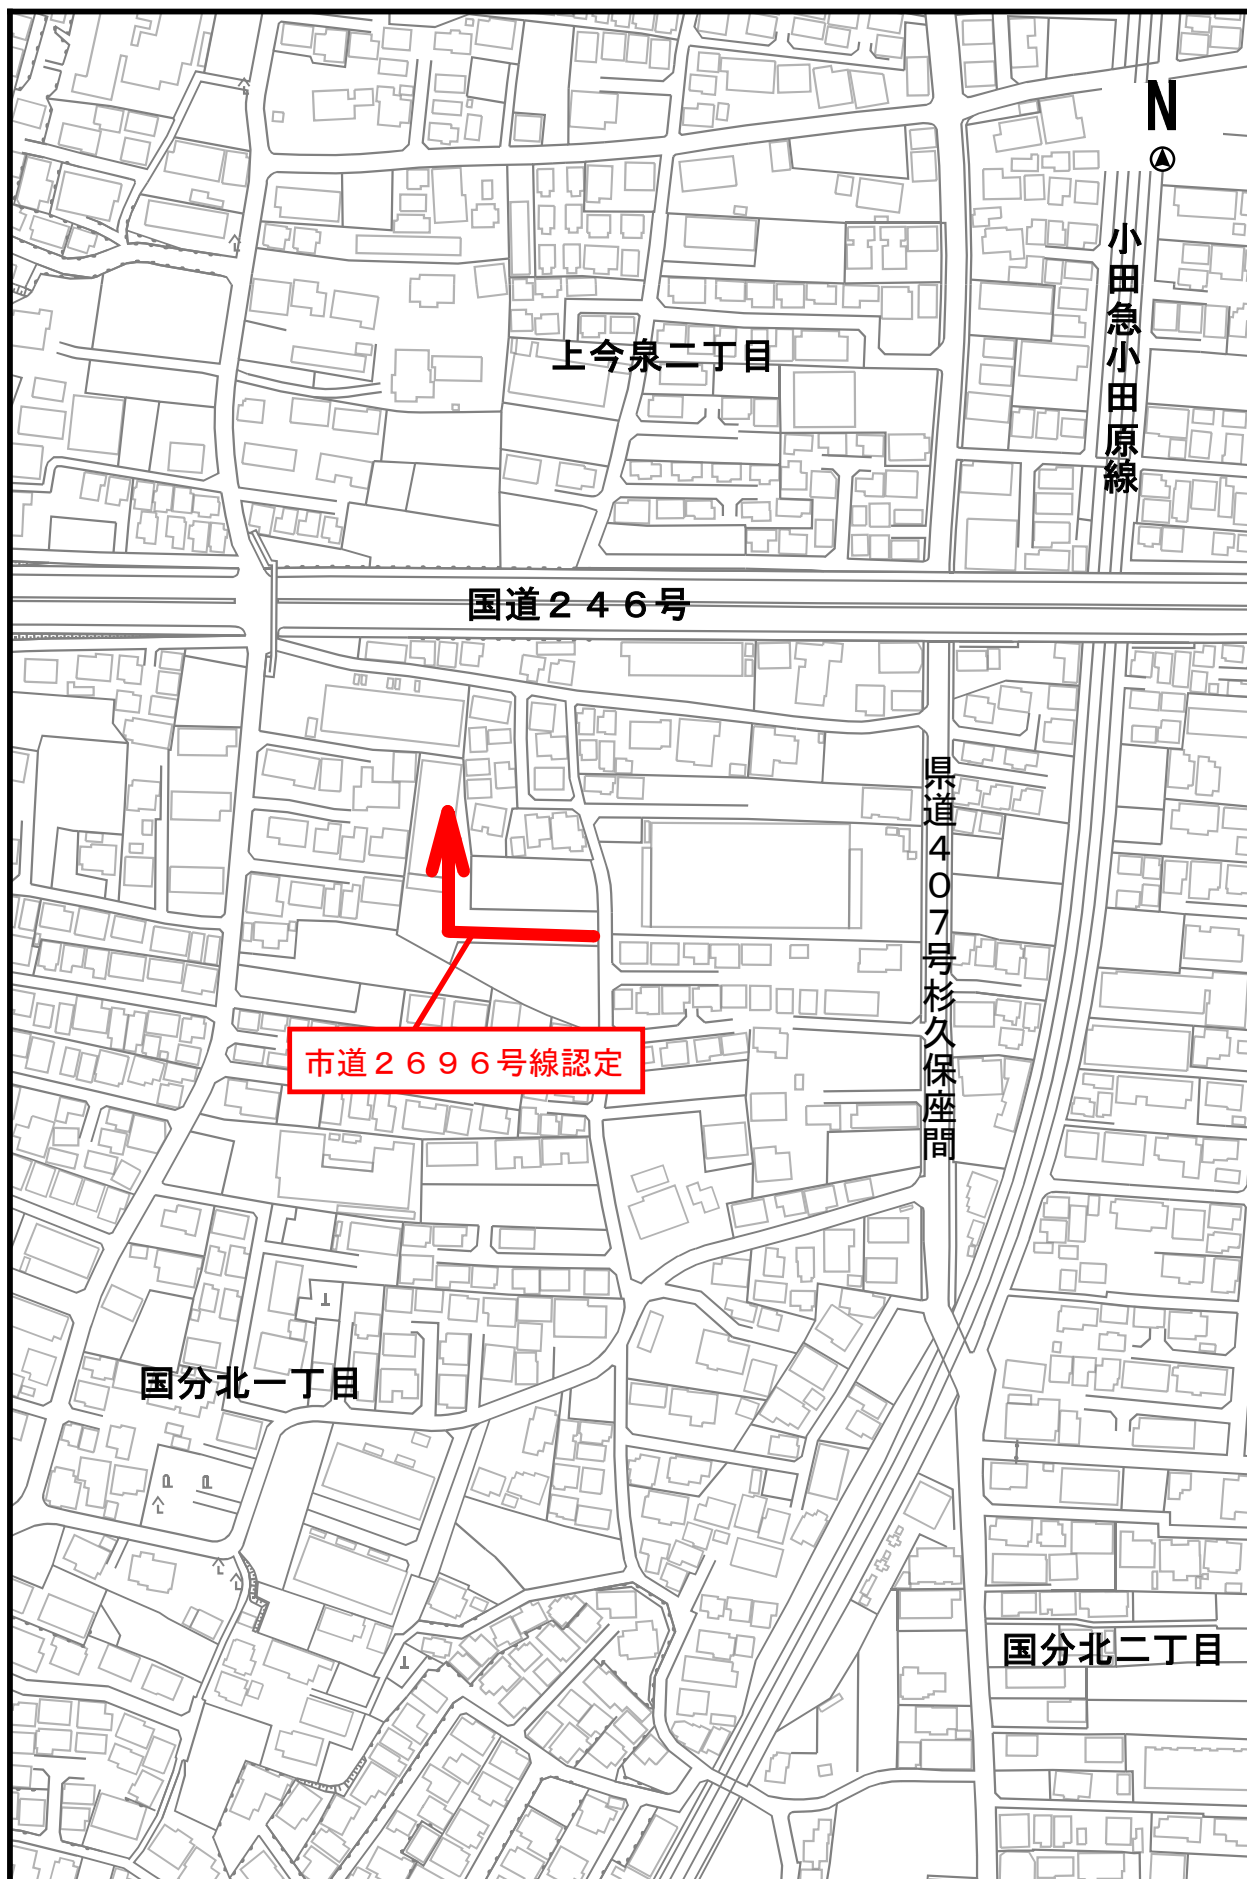 N
小田急小田原線
上今泉二丁目
国道２４６号
県道４０７号杉久保座間
市道２６９６号線認定
国分北一丁目
国分北二丁目